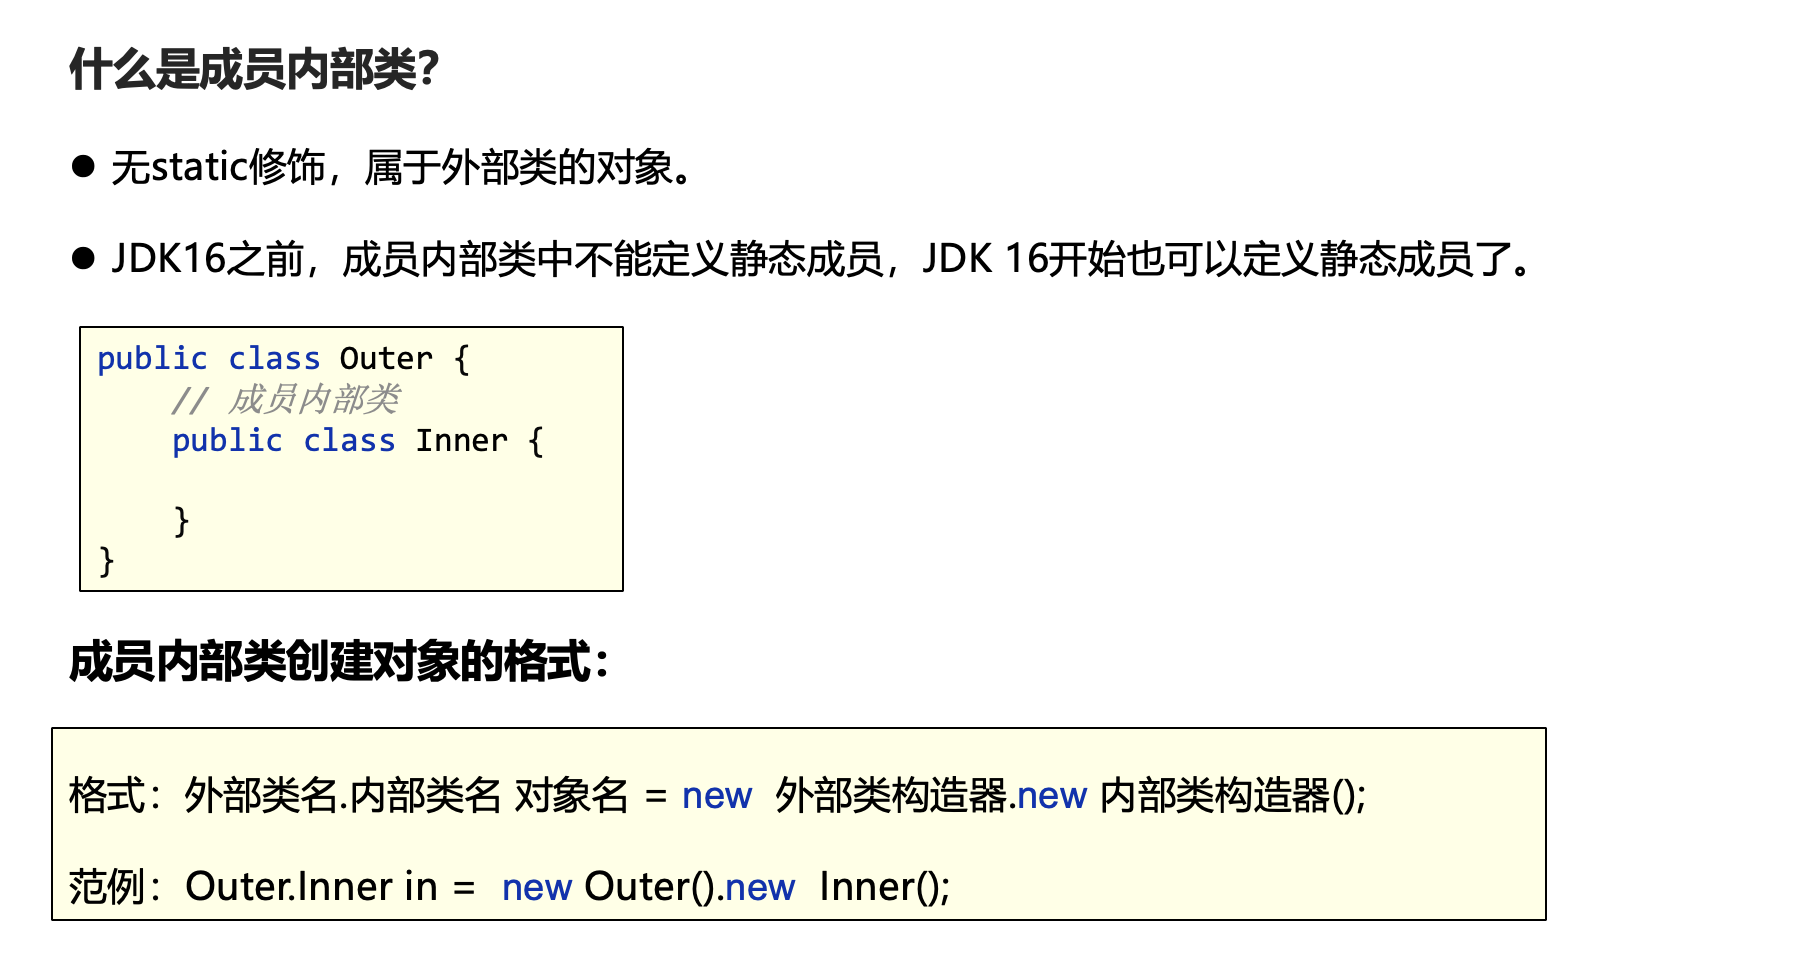 什么是成员内部类？
● 无static修饰，属于外部类的对象。
● JDK16之前，成员内部类中不能定义静态成员，JDK 16开始也可以定义静态成员了。
public class Outer {
    // 成员内部类
    public class Inner {
    }
}
成员内部类创建对象的格式：
格式：外部类名.内部类名 对象名 = new 外部类构造器.new 内部类构造器();
范例：Outer.Inner in = new Outer().new Inner();